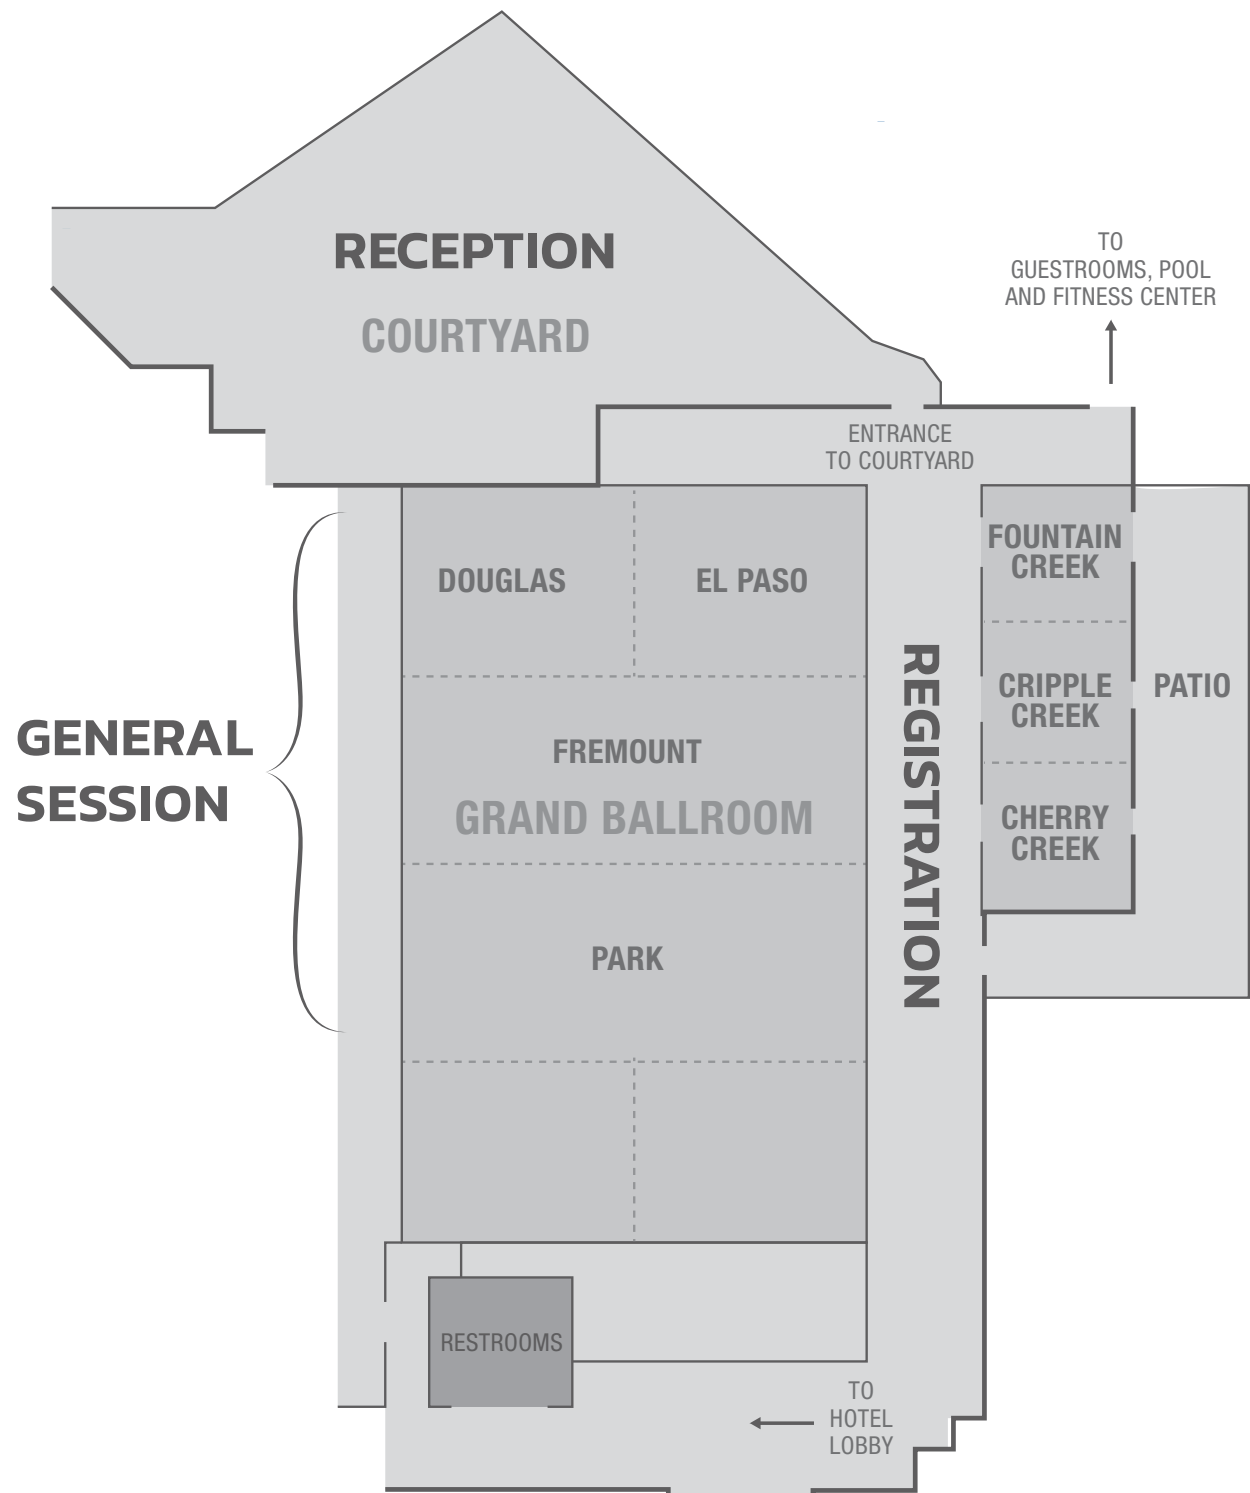 RECEPTION
COURTYARD
TO
GUESTROOMS, POOL
AND FITNESS CENTER
ENTRANCE
TO COURTYARD
DOUGLAS
EL PASO
FOUNTAIN
CREEK
GENERAL
SESSION
FREMOUNT
GRAND BALLROOM
REGISTRATION
CRIPPLE
CREEK
PATIO
CHERRY
CREEK
PARK
RESTROOMS
TO
HOTEL
LOBBY